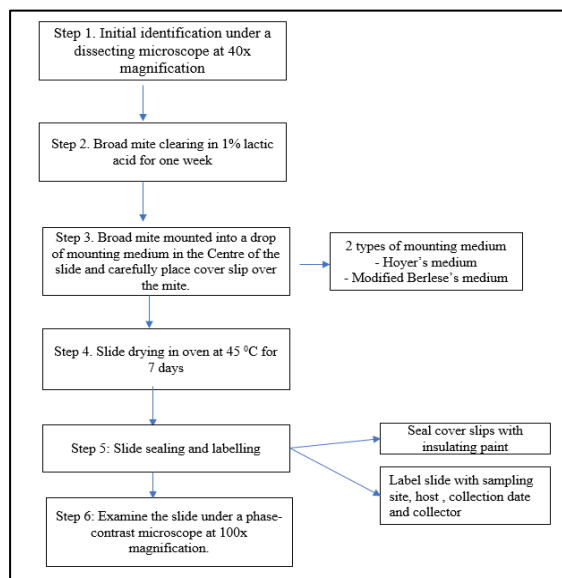 Step 1. Initial identification under a
dissecting microscope at 40x
magnification
Step 2. Broad mite clearing in 1% lactic
acid for one week
Step 3. Broad mite mounted into a drop
of mounting medium in the Centre of the
slide and carefully place cover slip over
the mite.
2 types of mounting medium
- Hoyer’s medium
- Modified Berlese’s medium
Step 4. Slide drying in oven at 45 ⁰C for
7 days
Step 5: Slide sealing and labelling
Seal cover slips with
insulating paint
Label slide with sampling
site, host , collection date
and collector
Step 6: Examine the slide under a phase-
contrast microscope at 100x
magnification.